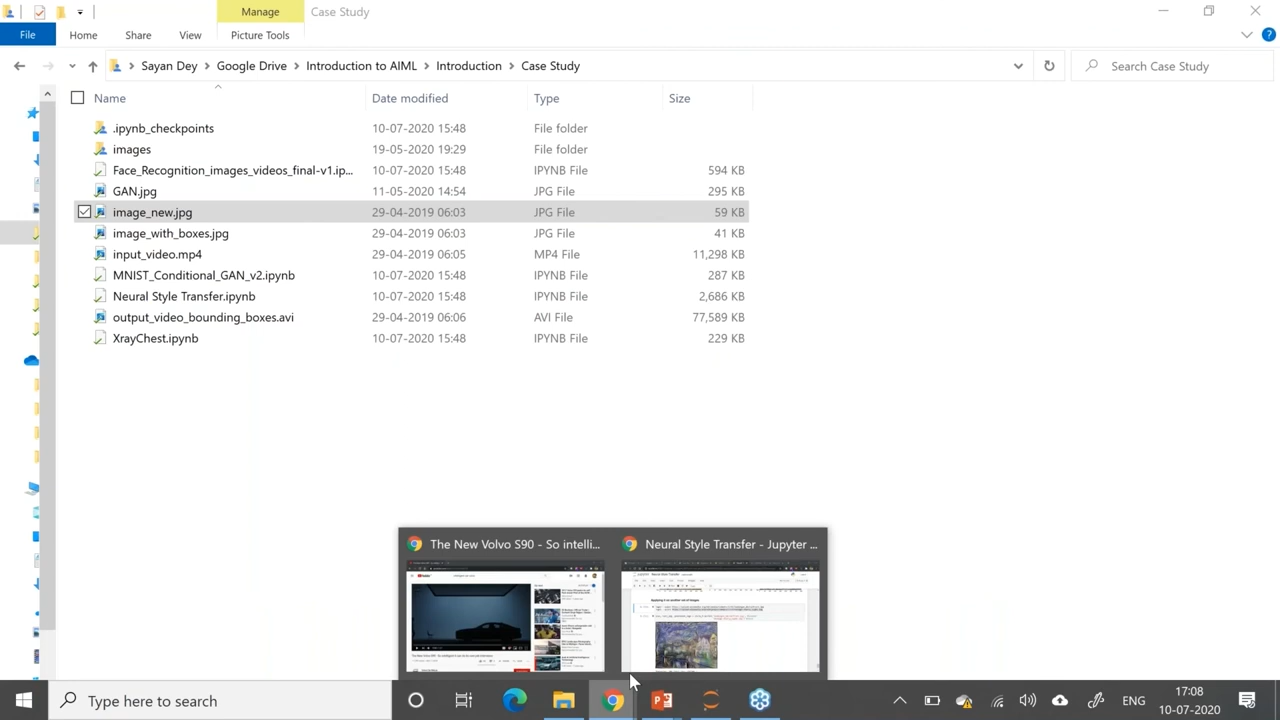 Manage
Case Study
File
Home
Share
View
Picture Tools
Sayan Dey > Google Drive > Introduction to AIML > Introduction > Case Study
Search Case Study
Name
Date modified
Type
Size
.ipynb_checkpoints 10-07-2020 15:48 File folder
images 19-05-2020 19:29 File folder
Face_Recognition_images_videos_final-v1.ip... 10-07-2020 15:48 IPYNB File 594 KB
GAN.jpg 11-05-2020 14:54 JPG File 295 KB
image_new.jpg 29-04-2019 06:03 JPG File 59 KB
image_with_boxes.jpg 29-04-2019 06:03 JPG File 41 KB
input_video.mp4 29-04-2019 06:05 MP4 File 11,298 KB
MNIST_Conditional_GAN_v2.ipynb 10-07-2020 15:48 IPYNB File 287 KB
Neural Style Transfer.ipynb 10-07-2020 15:48 IPYNB File 2,686 KB
output_video_bounding_boxes.avi 29-04-2019 06:06 AVI File 77,589 KB
XrayChest.ipynb 10-07-2020 15:48 IPYNB File 229 KB
The New Volvo S90 - So intelli...
Neural Style Transfer - Jupyter ...
Type here to search
ENG
17:08
10-07-2020